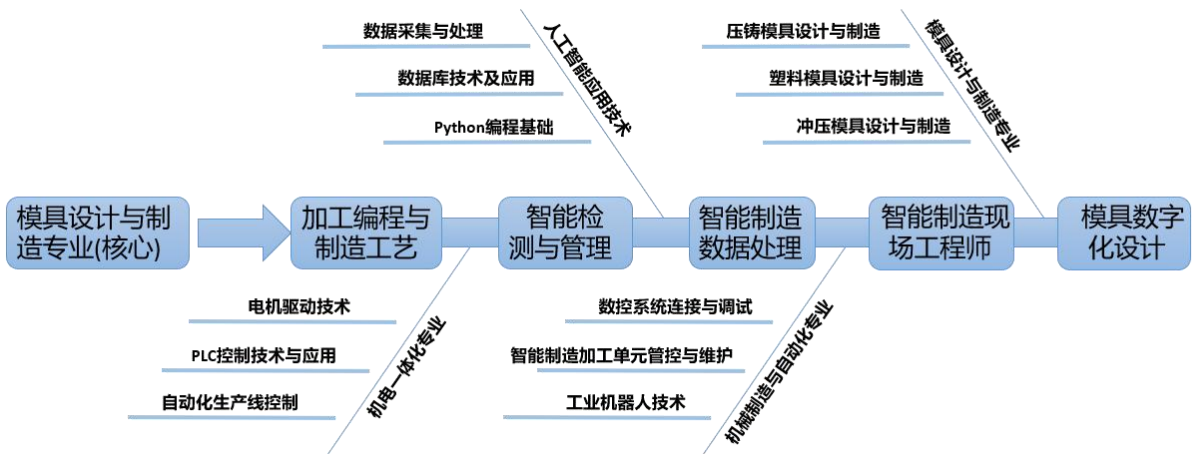 数据采集与处理
数据库技术及应用
Python编程基础
人工智能应用技术
压铸模具设计与制造
塑料模具设计与制造
冲压模具设计与制造
模具设计与制造专业
模具设计与制
造专业(核心)
加工编程与
制造工艺
智能检
测与管理
智能制造
数据处理
智能制造现
场工程师
模具数字
化设计
电机驱动技术
PLC控制技术与应用
自动化生产线控制
机电一体化专业
数控系统连接与调试
智能制造加工单元管控与维护
工业机器人技术
机械制造与自动化专业